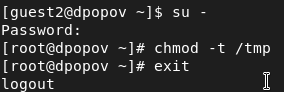 [guest2@dpopov ~]$ su -
Password:
[root@dpopov ~]# chmod -t /tmp
[root@dpopov ~]# exit
logout